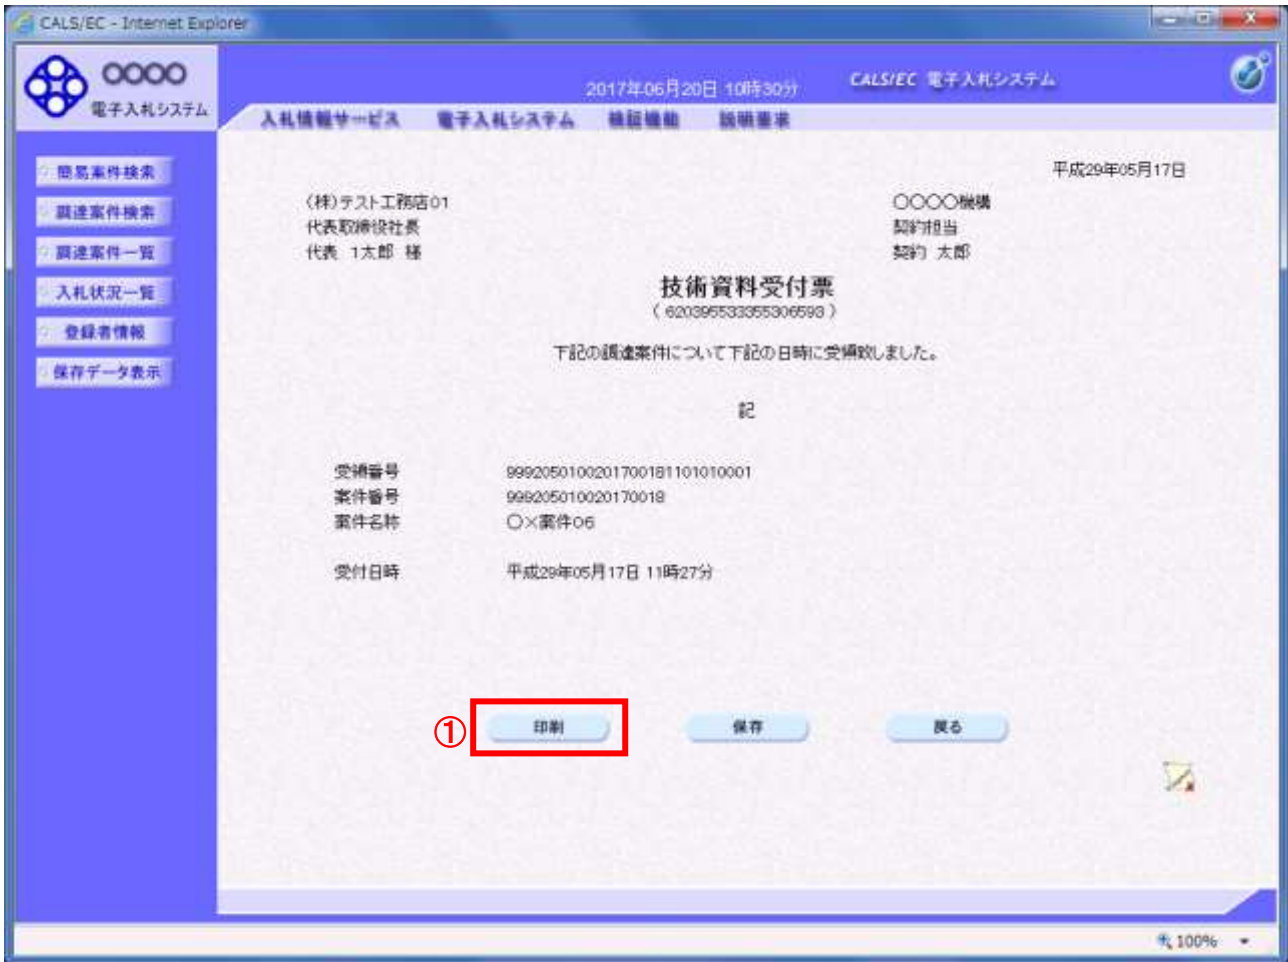 CALS/EC - Internet Explorer
〇〇〇〇
電子入札システム
2017年06月20日 10時30分
CALS/EC 電子入札システム
入札情報サービス 電子入札システム 検証機能 説明要求
簡易案件検索
調達案件検索
調達案件一覧
入札状況一覧
登録者情報
保存データ表示
平成29年05月17日
(株)テスト工務店01
代表取締役社長
代表 1太郎 様
〇〇〇〇機構
契約担当
契約 太郎
技術資料受付票
( 620395533355306593 )
下記の調達案件について下記の日時に受領致しました。
記
受領番号 9992050100201700181101010001
案件番号 999205010020170018
案件名称 〇×案件06
受付日時 平成29年05月17日 11時27分
① 印刷 保存 戻る
100%